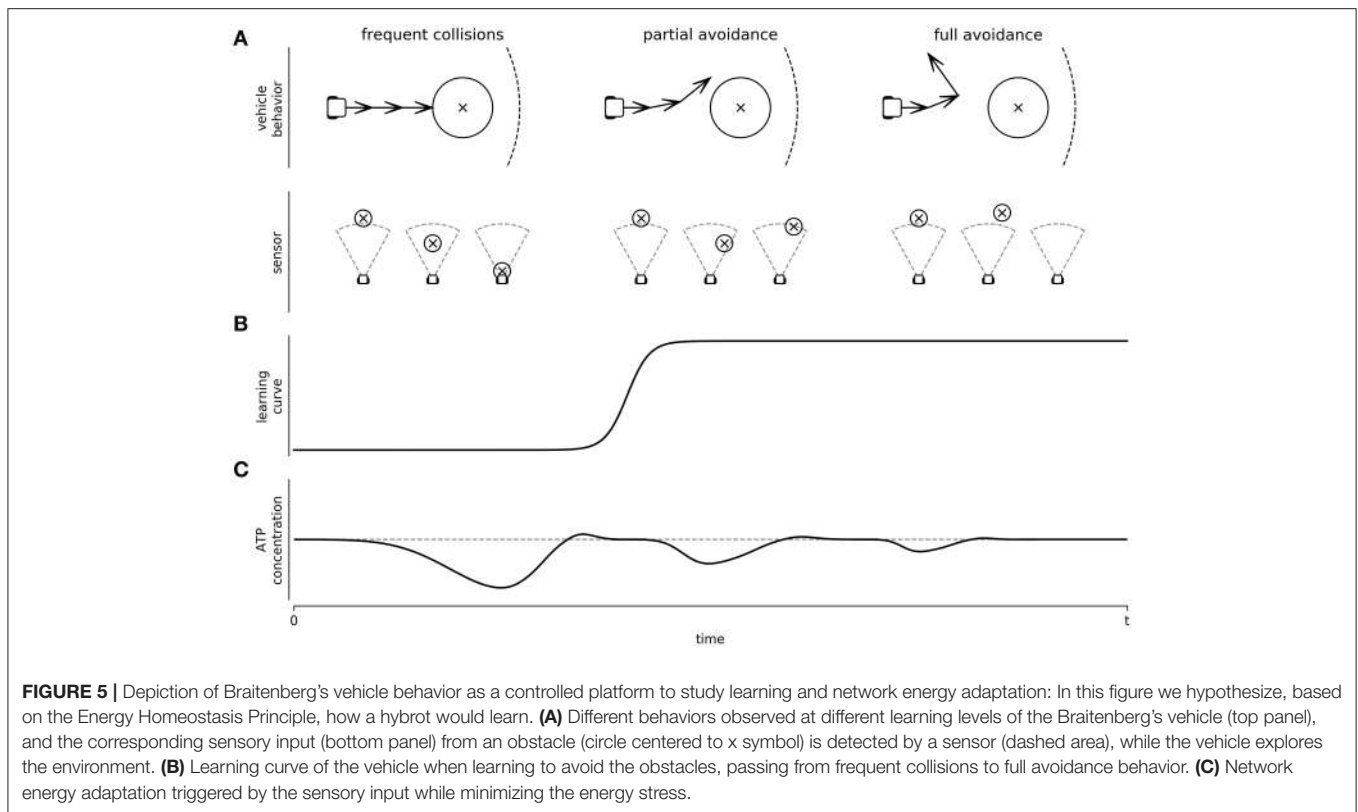 A
frequent collisions
partial avoidance
full avoidance
vehicle
behavior
sensor
B
learning
curve
C
ATP
concentration
0
t
time
FIGURE 5 | Depiction of Braitenberg's vehicle behavior as a controlled platform to study learning and network energy adaptation: In this figure we hypothesize, based
on the Energy Homeostasis Principle, how a hybrot would learn. (A) Different behaviors observed at different learning levels of the Braitenberg's vehicle (top panel),
and the corresponding sensory input (bottom panel) from an obstacle (circle centered to x symbol) is detected by a sensor (dashed area), while the vehicle explores
the environment. (B) Learning curve of the vehicle when learning to avoid the obstacles, passing from frequent collisions to full avoidance behavior. (C) Network
energy adaptation triggered by the sensory input while minimizing the energy stress.